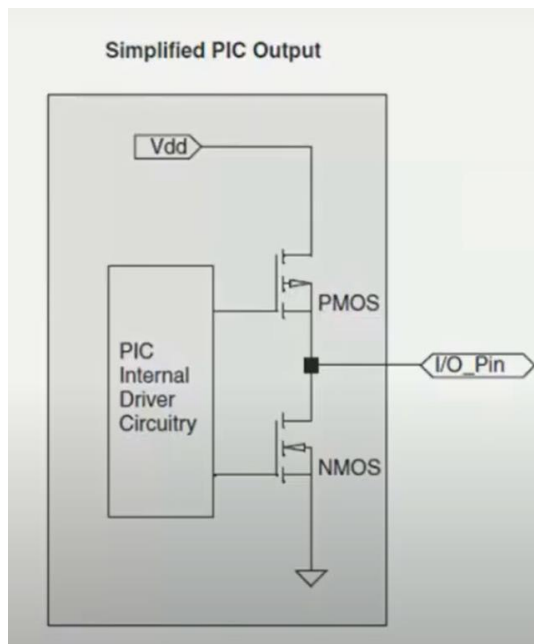 Simplified PIC Output
Vdd
PMOS
PIC
Internal
Driver
Circuitry
I/O_Pin
NMOS